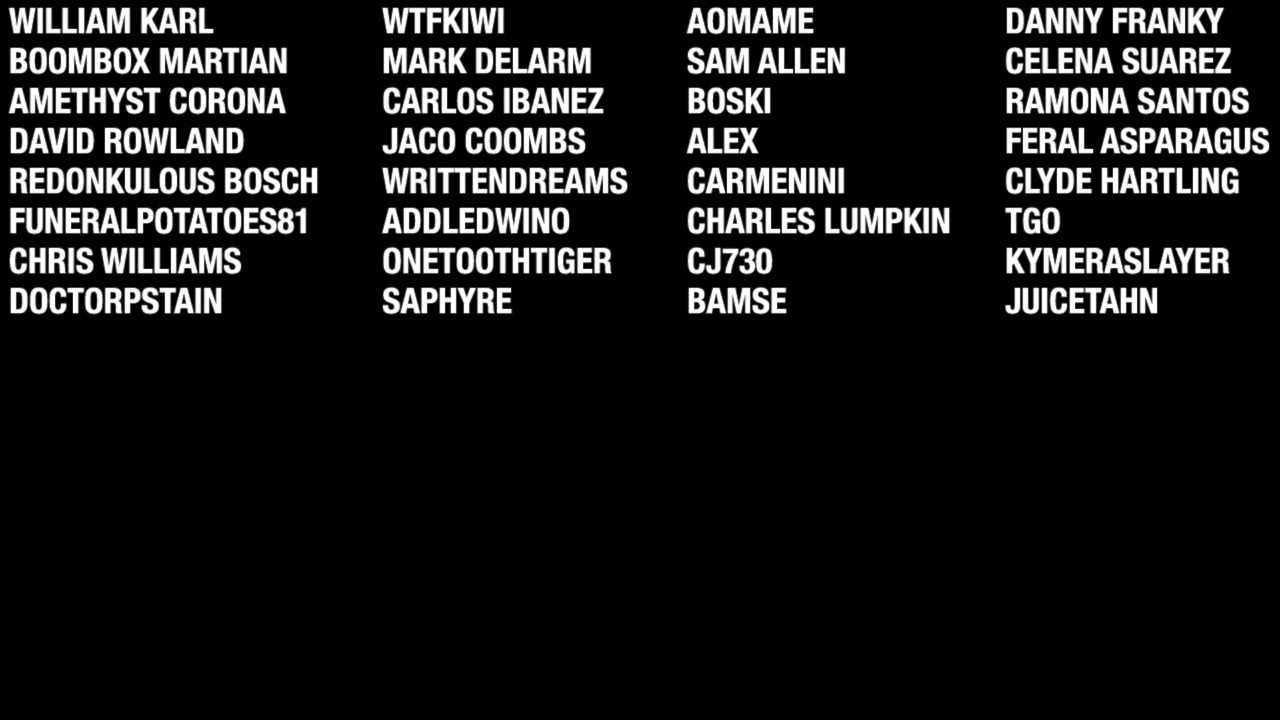 WILLIAM KARL
BOOMBOX MARTIAN
AMETHYST CORONA
DAVID ROWLAND
REDONKULOUS BOSCH
FUNERALPOTATOES81
CHRIS WILLIAMS
DOCTORPSTAIN
WTFKIWI
MARK DELARM
CARLOS IBANEZ
JACO COOMBS
WRITTENDREAMS
ADDLEDWINO
ONETOOTHTIGER
SAPHYRE
AOMAME
SAM ALLEN
BOSKI
ALEX
CARMENINI
CHARLES LUMPKIN
CJ730
BAMSE
DANNY FRANKY
CELENA SUAREZ
RAMONA SANTOS
FERAL ASPARAGUS
CLYDE HARTLING
TGO
KYMERASLAYER
JUICETAHN